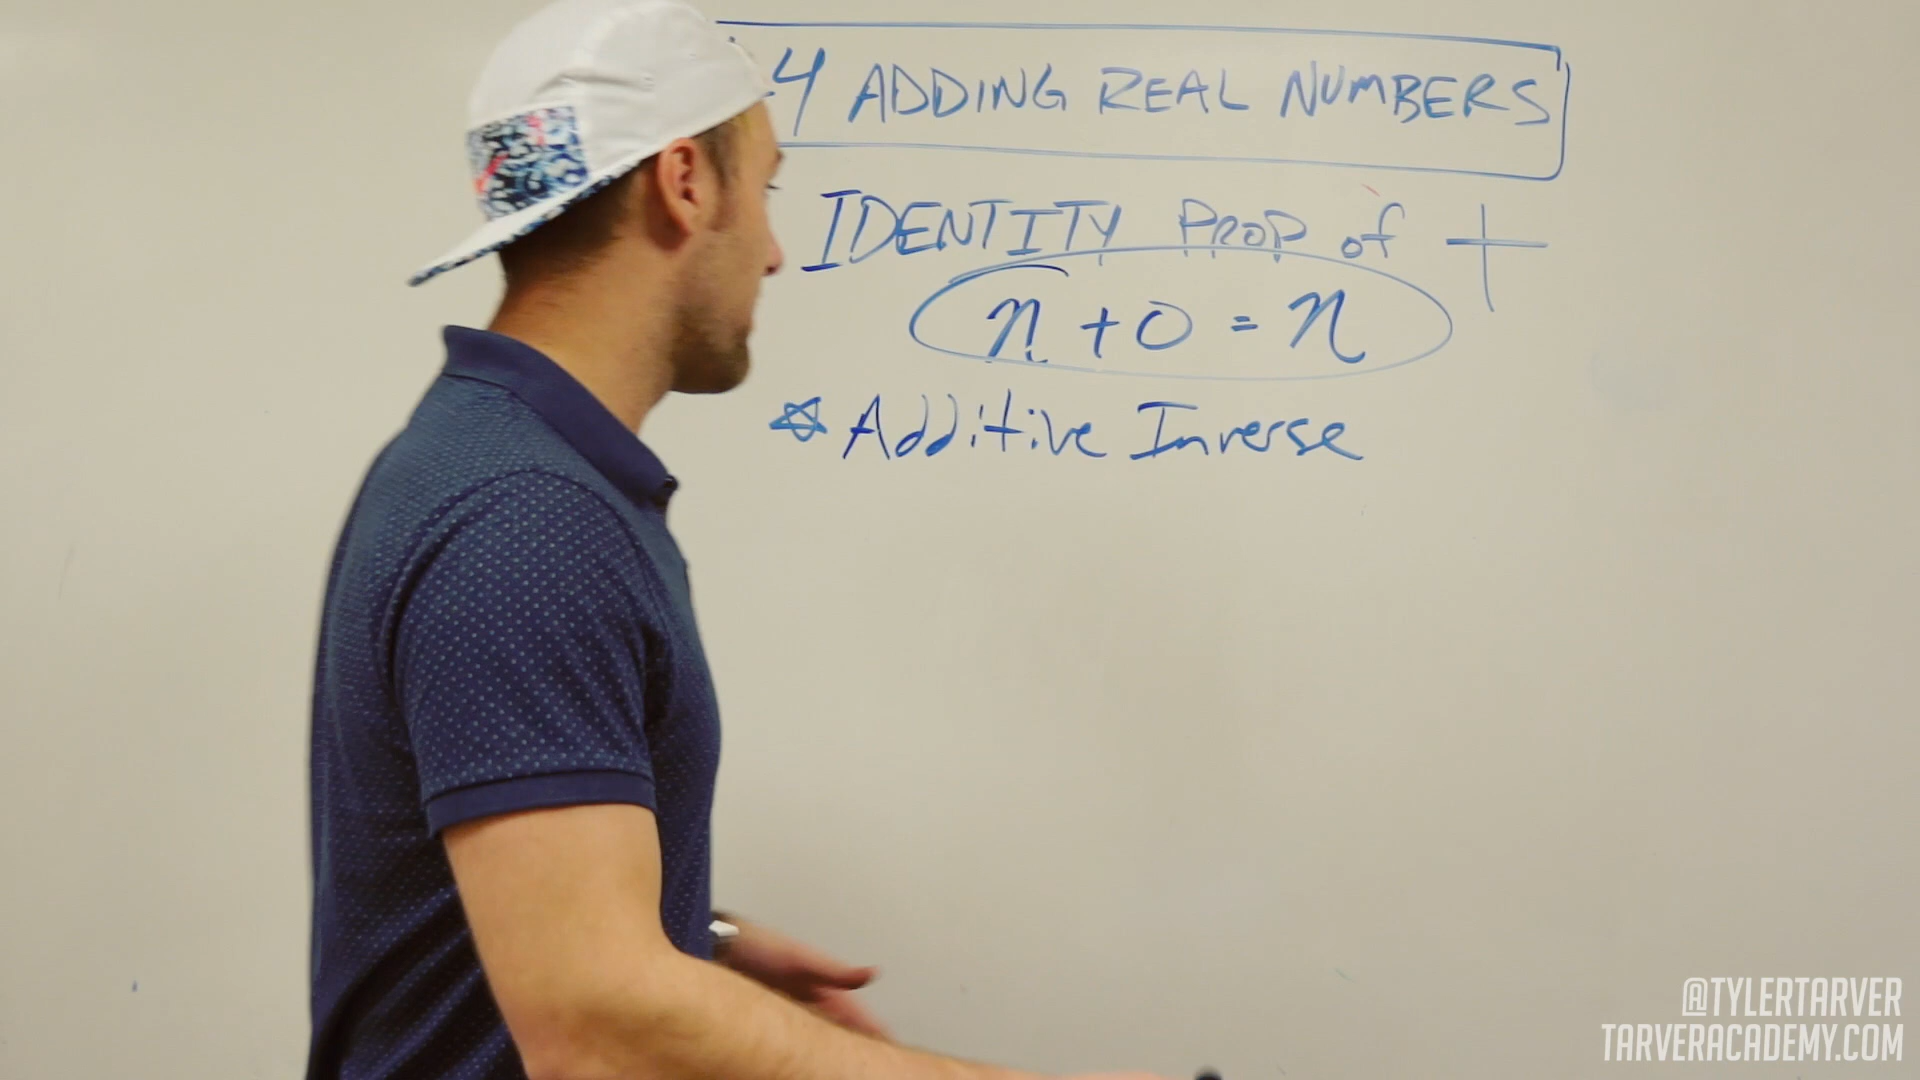 -4 ADDING REAL NUMBERS
IDENTITY PROP of +
n + 0 = n
☆ Additive Inverse
@TYLERTARVER
TARVERACADEMY.COM